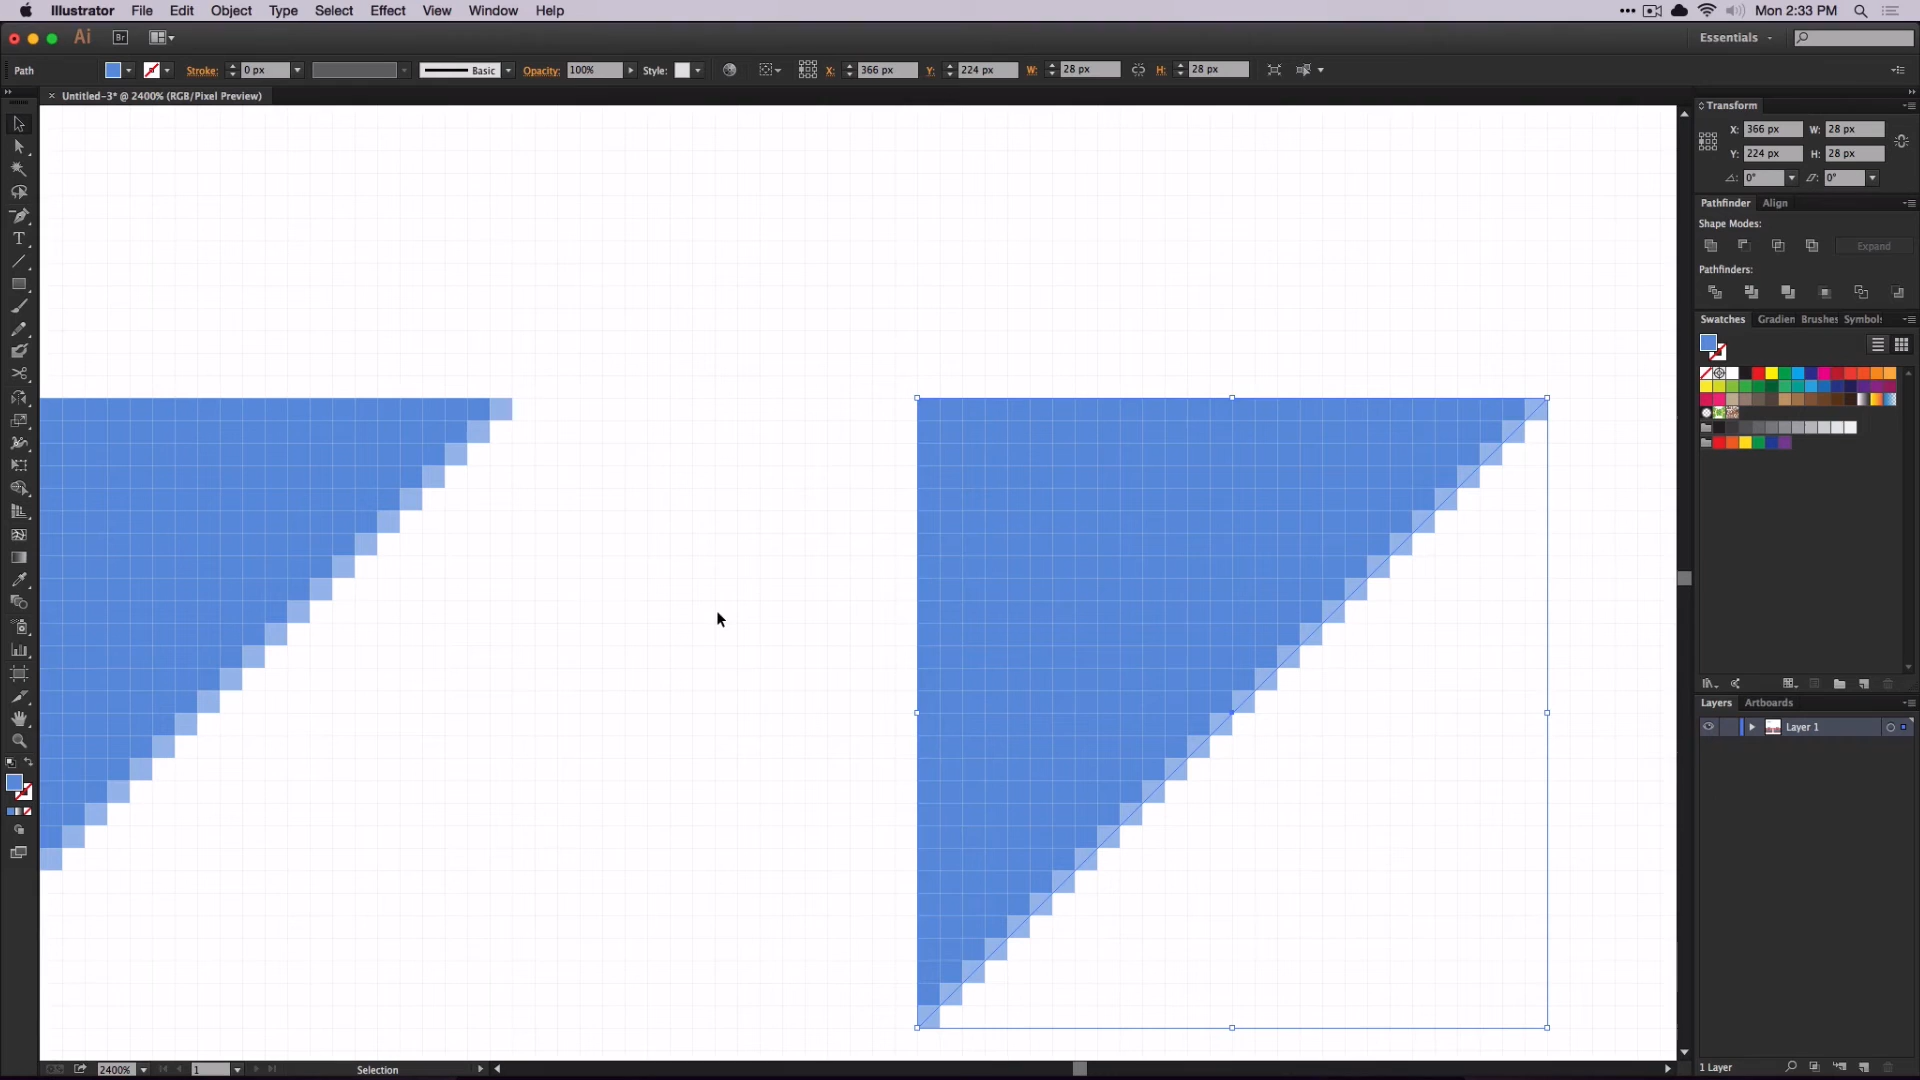 Illustrator File Edit Object Type Select Effect View Window Help Mon 2:33 PM
Ai Br Essentials
Path Stroke: 0 px Basic Opacity: 100% Style: X: 366 px Y: 224 px W: 28 px H: 28 px
× Untitled-3* @ 2400% (RGB/Pixel Preview)
Transform
X: 366 px W: 28 px
Y: 224 px H: 28 px
0° 0°
Pathfinder Align
Shape Modes:
Expand
Pathfinders:
Swatches Gradien Brushes Symbols
Layers Artboards
Layer 1
T
2400% 1 Selection 1 Layer